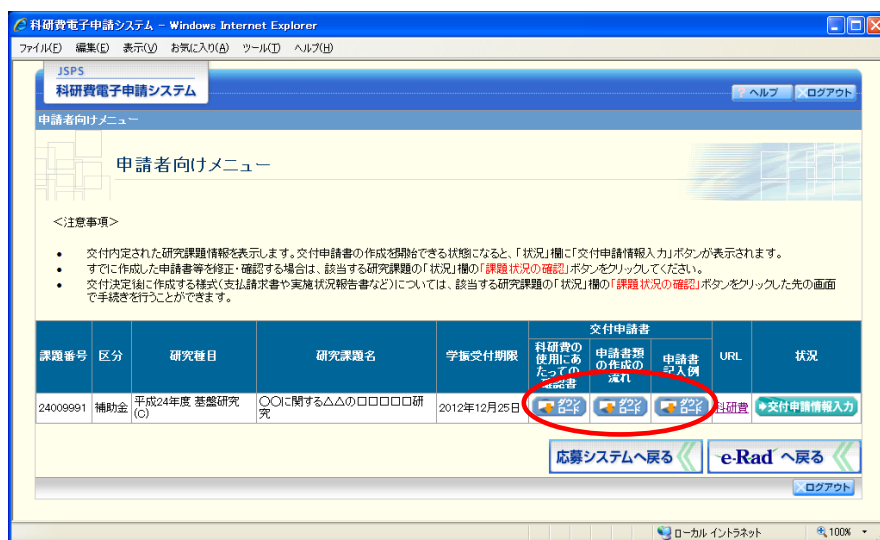 科研費電子申請システム - Windows Internet Explorer
ファイル(F) 編集(E) 表示(V) お気に入り(A) ツール(T) ヘルプ(H)
JSPS
科研費電子申請システム
ヘルプ ログアウト
申請者向けメニュー
申請者向けメニュー
<注意事項>
• 交付内定された研究課題情報を表示します。交付申請書の作成を開始できる状態になると、「状況」欄に「交付申請情報入力」ボタンが表示されます。
• すでに作成した申請書等を修正・確認する場合は、該当する研究課題の「状況」欄の「課題状況の確認」ボタンをクリックしてください。
• 交付決定後に作成する様式(支払請求書や実施状況報告書など)については、該当する研究課題の「状況」欄の「課題状況の確認」ボタンをクリックした先の画面
で手続きを行うことができます。
交付申請書
課題番号 区分 研究種目 研究課題名 学振受付期限 科研費の使用にあたっての確認書 申請書類の作成の流れ 申請書記入例 URL 状況
24009991 補助金 平成24年度 基盤研究(C) 〇〇に関する△△の□□□□□研究 2012年12月25日 ダウンロード ダウンロード ダウンロード 科研費 交付申請情報入力
応募システムへ戻る e-Rad へ戻る
ログアウト
ローカル イントラネット 100%